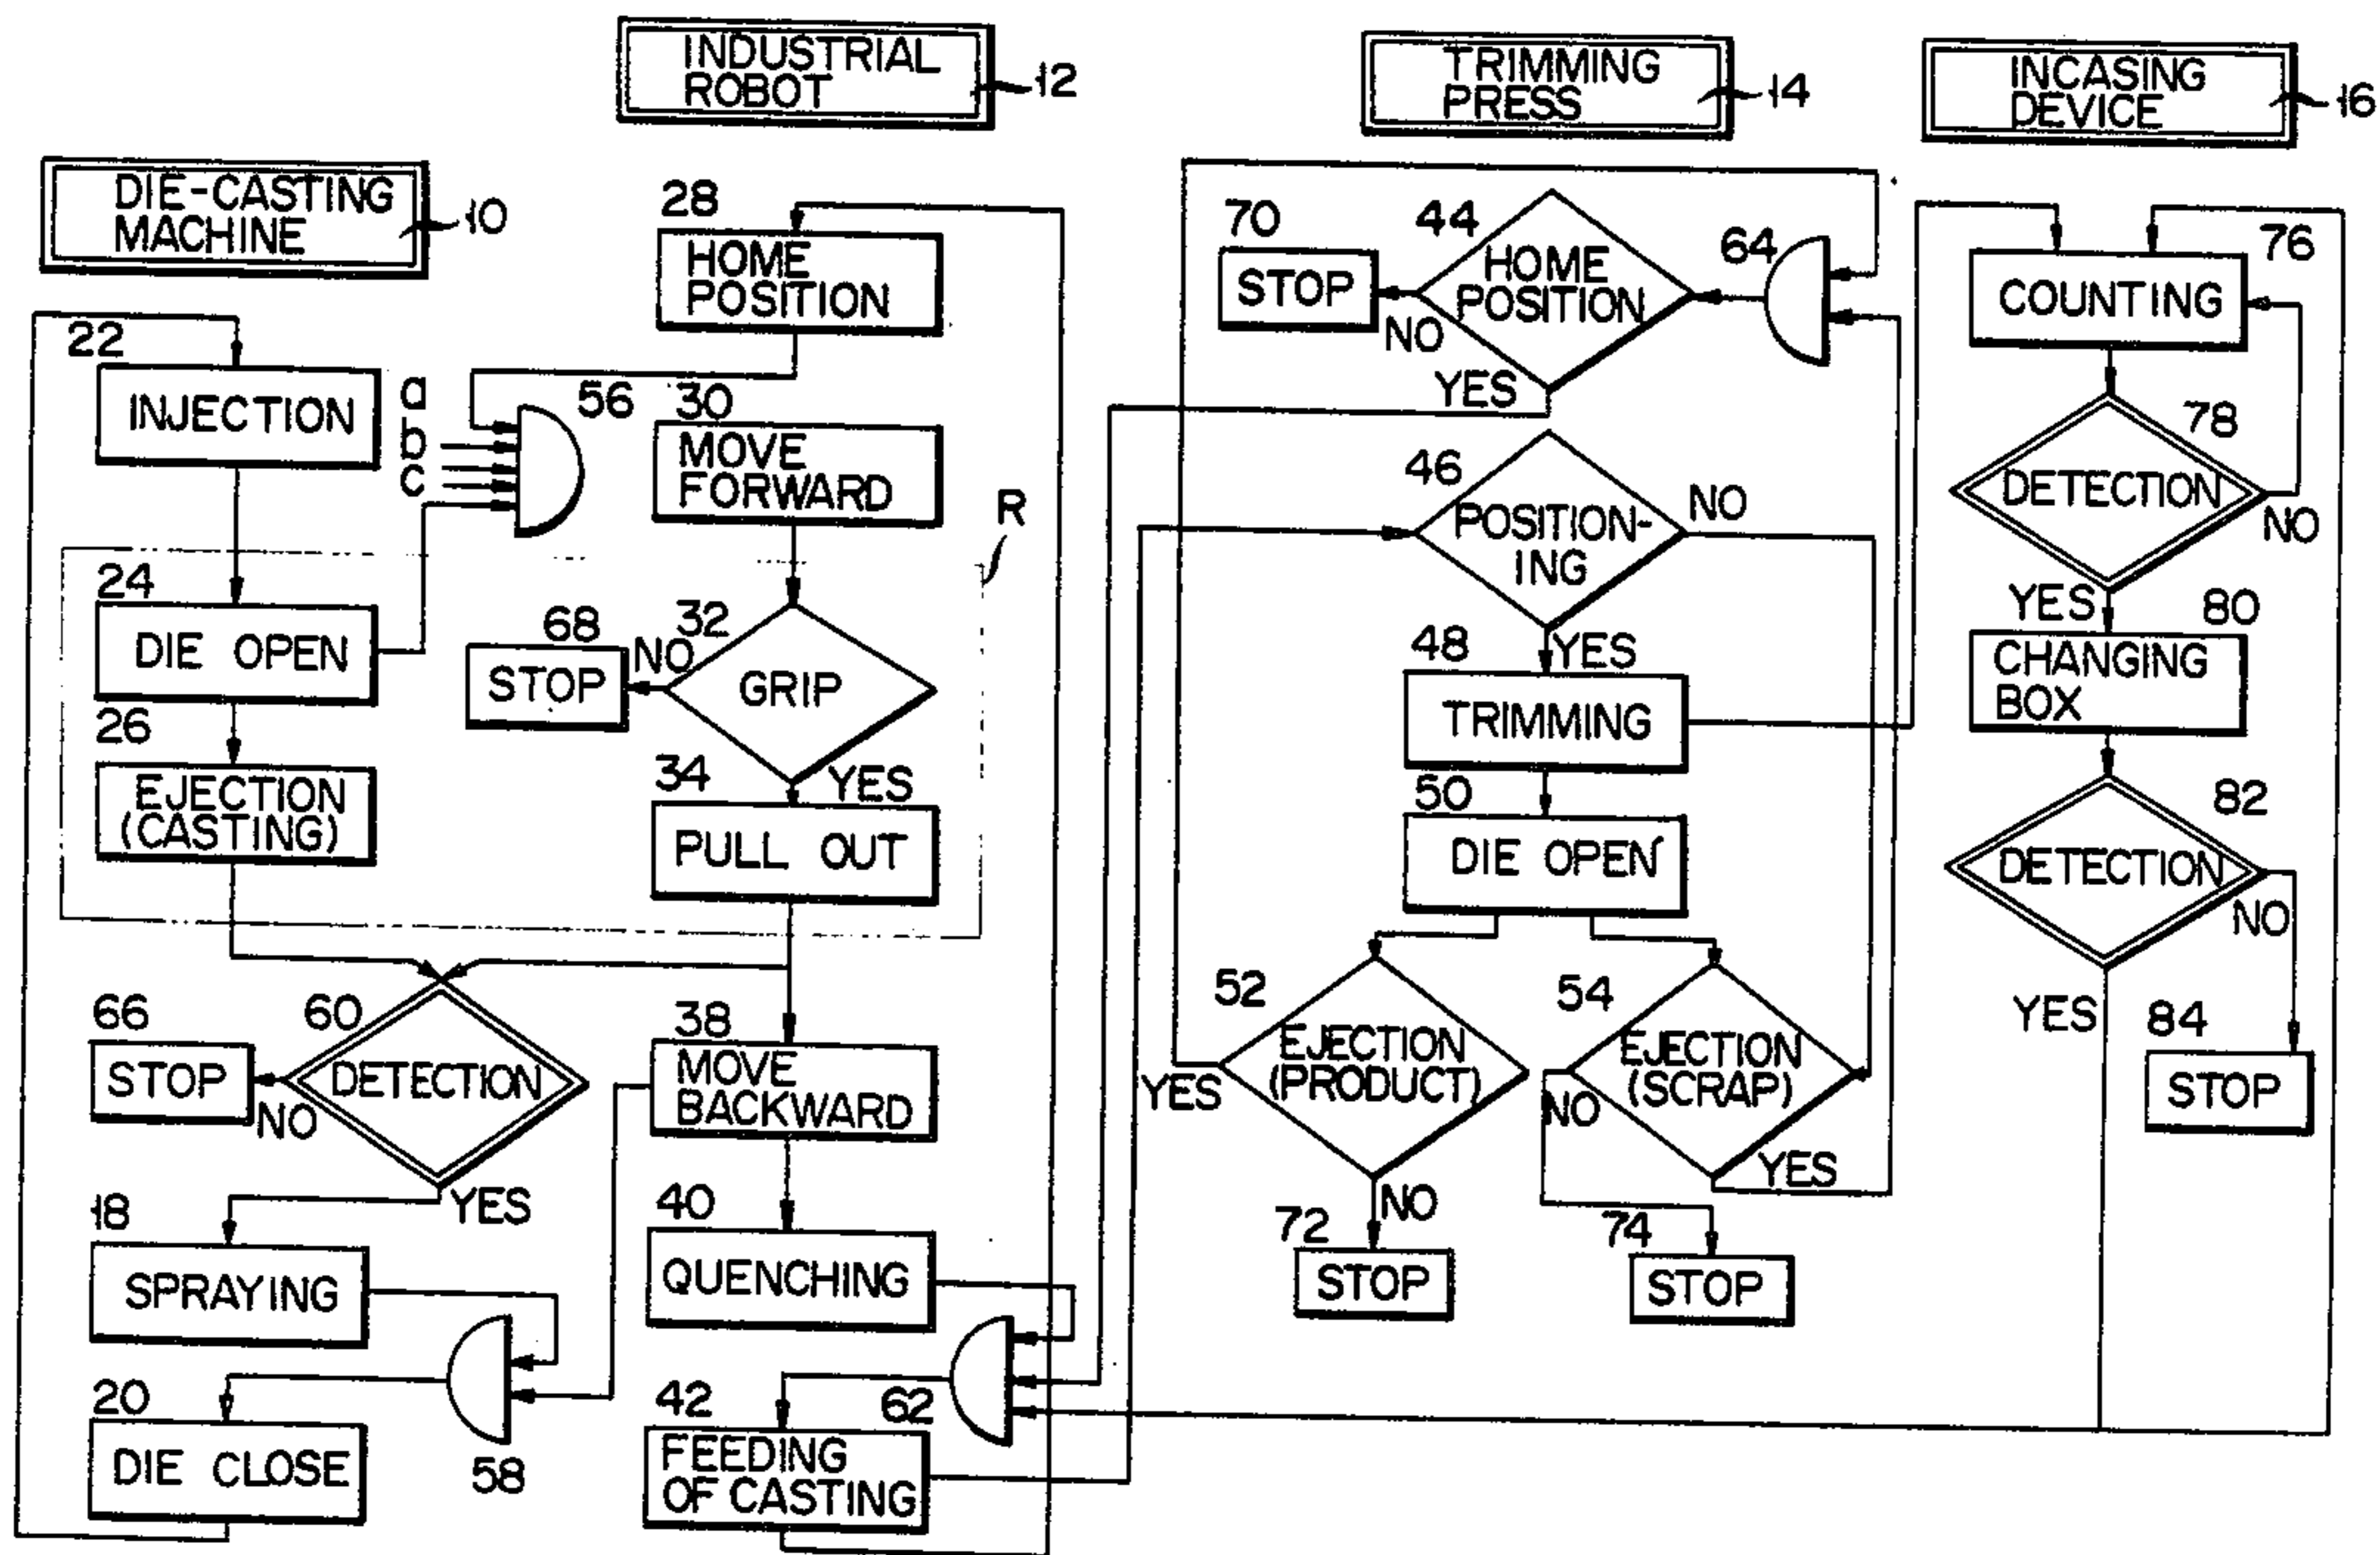 INDUSTRIAL
ROBOT
12
TRIMMING
PRESS
14
INCASING
DEVICE
16
DIE-CASTING
MACHINE
10
22
INJECTION
24
DIE OPEN
26
EJECTION
(CASTING)
66
STOP
60
DETECTION
NO
YES
18
SPRAYING
20
DIE CLOSE
58
28
HOME
POSITION
a
b
c
56
30
MOVE
FORWARD
R
68
STOP
NO
32
GRIP
YES
34
PULL OUT
38
MOVE
BACKWARD
40
QUENCHING
62
42
FEEDING
OF CASTING
70
STOP
44
HOME
POSITION
NO
YES
64
46
POSITION-
ING
NO
YES
48
TRIMMING
50
DIE OPEN
52
EJECTION
(PRODUCT)
YES
NO
72
STOP
54
EJECTION
(SCRAP)
NO
YES
74
STOP
76
COUNTING
78
DETECTION
NO
YES
80
CHANGING
BOX
82
DETECTION
NO
YES
84
STOP